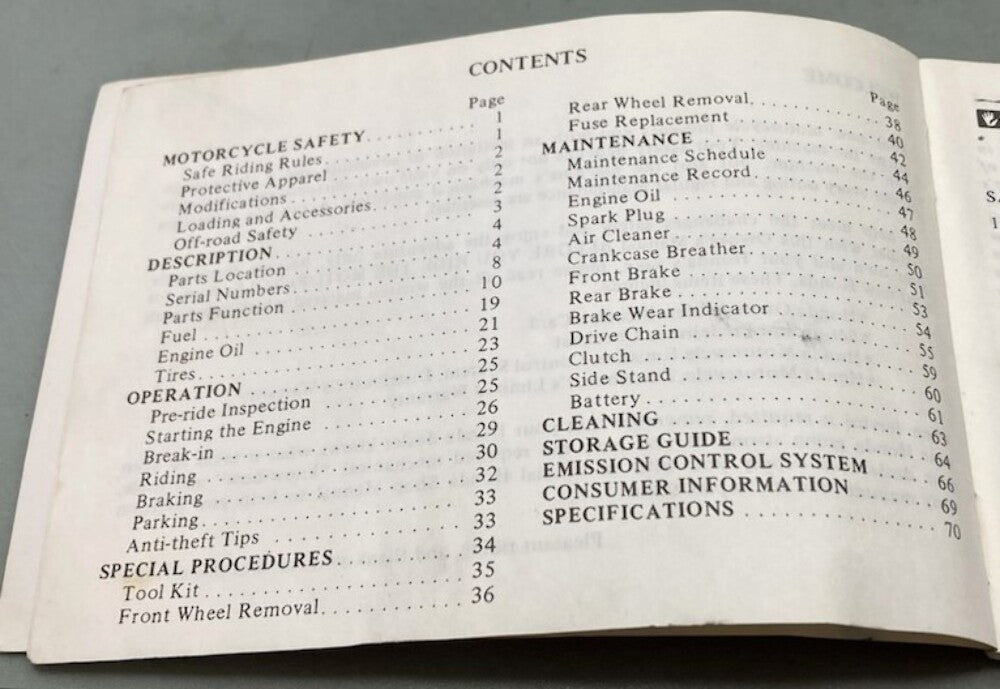 CONTENTS
Page
MOTORCYCLE SAFETY . . . . . . . . . . 1
Safe Riding Rules . . . . . . . . . . 1
Protective Apparel . . . . . . . . . . 2
Modifications . . . . . . . . . . 2
Loading and Accessories . . . . . . . . . . 2
Off-road Safety . . . . . . . . . . 3
DESCRIPTION . . . . . . . . . . 4
Parts Location . . . . . . . . . . 4
Serial Numbers . . . . . . . . . . 8
Parts Function . . . . . . . . . . 10
Fuel . . . . . . . . . . 19
Engine Oil . . . . . . . . . . 21
Tires . . . . . . . . . . 23
OPERATION . . . . . . . . . . 25
Pre-ride Inspection . . . . . . . . . . 25
Starting the Engine . . . . . . . . . . 26
Break-in . . . . . . . . . . 29
Riding . . . . . . . . . . 30
Braking . . . . . . . . . . 32
Parking . . . . . . . . . . 33
Anti-theft Tips . . . . . . . . . . 33
SPECIAL PROCEDURES . . . . . . . . . . 34
Tool Kit . . . . . . . . . . 35
Front Wheel Removal . . . . . . . . . . 36
Page
Rear Wheel Removal . . . . . . . . . . 38
Fuse Replacement . . . . . . . . . . 40
MAINTENANCE . . . . . . . . . . 42
Maintenance Schedule . . . . . . . . . . 44
Maintenance Record . . . . . . . . . . 46
Engine Oil . . . . . . . . . . 47
Spark Plug . . . . . . . . . . 48
Air Cleaner . . . . . . . . . . 49
Crankcase Breather . . . . . . . . . . 50
Front Brake . . . . . . . . . . 51
Rear Brake . . . . . . . . . . 53
Brake Wear Indicator . . . . . . . . . . 54
Drive Chain . . . . . . . . . . 55
Clutch . . . . . . . . . . 59
Side Stand . . . . . . . . . . 60
Battery . . . . . . . . . . 61
CLEANING . . . . . . . . . . 63
STORAGE GUIDE . . . . . . . . . . 64
EMISSION CONTROL SYSTEM . . . . . . . . . . 66
CONSUMER INFORMATION . . . . . . . . . . 69
SPECIFICATIONS . . . . . . . . . . 70